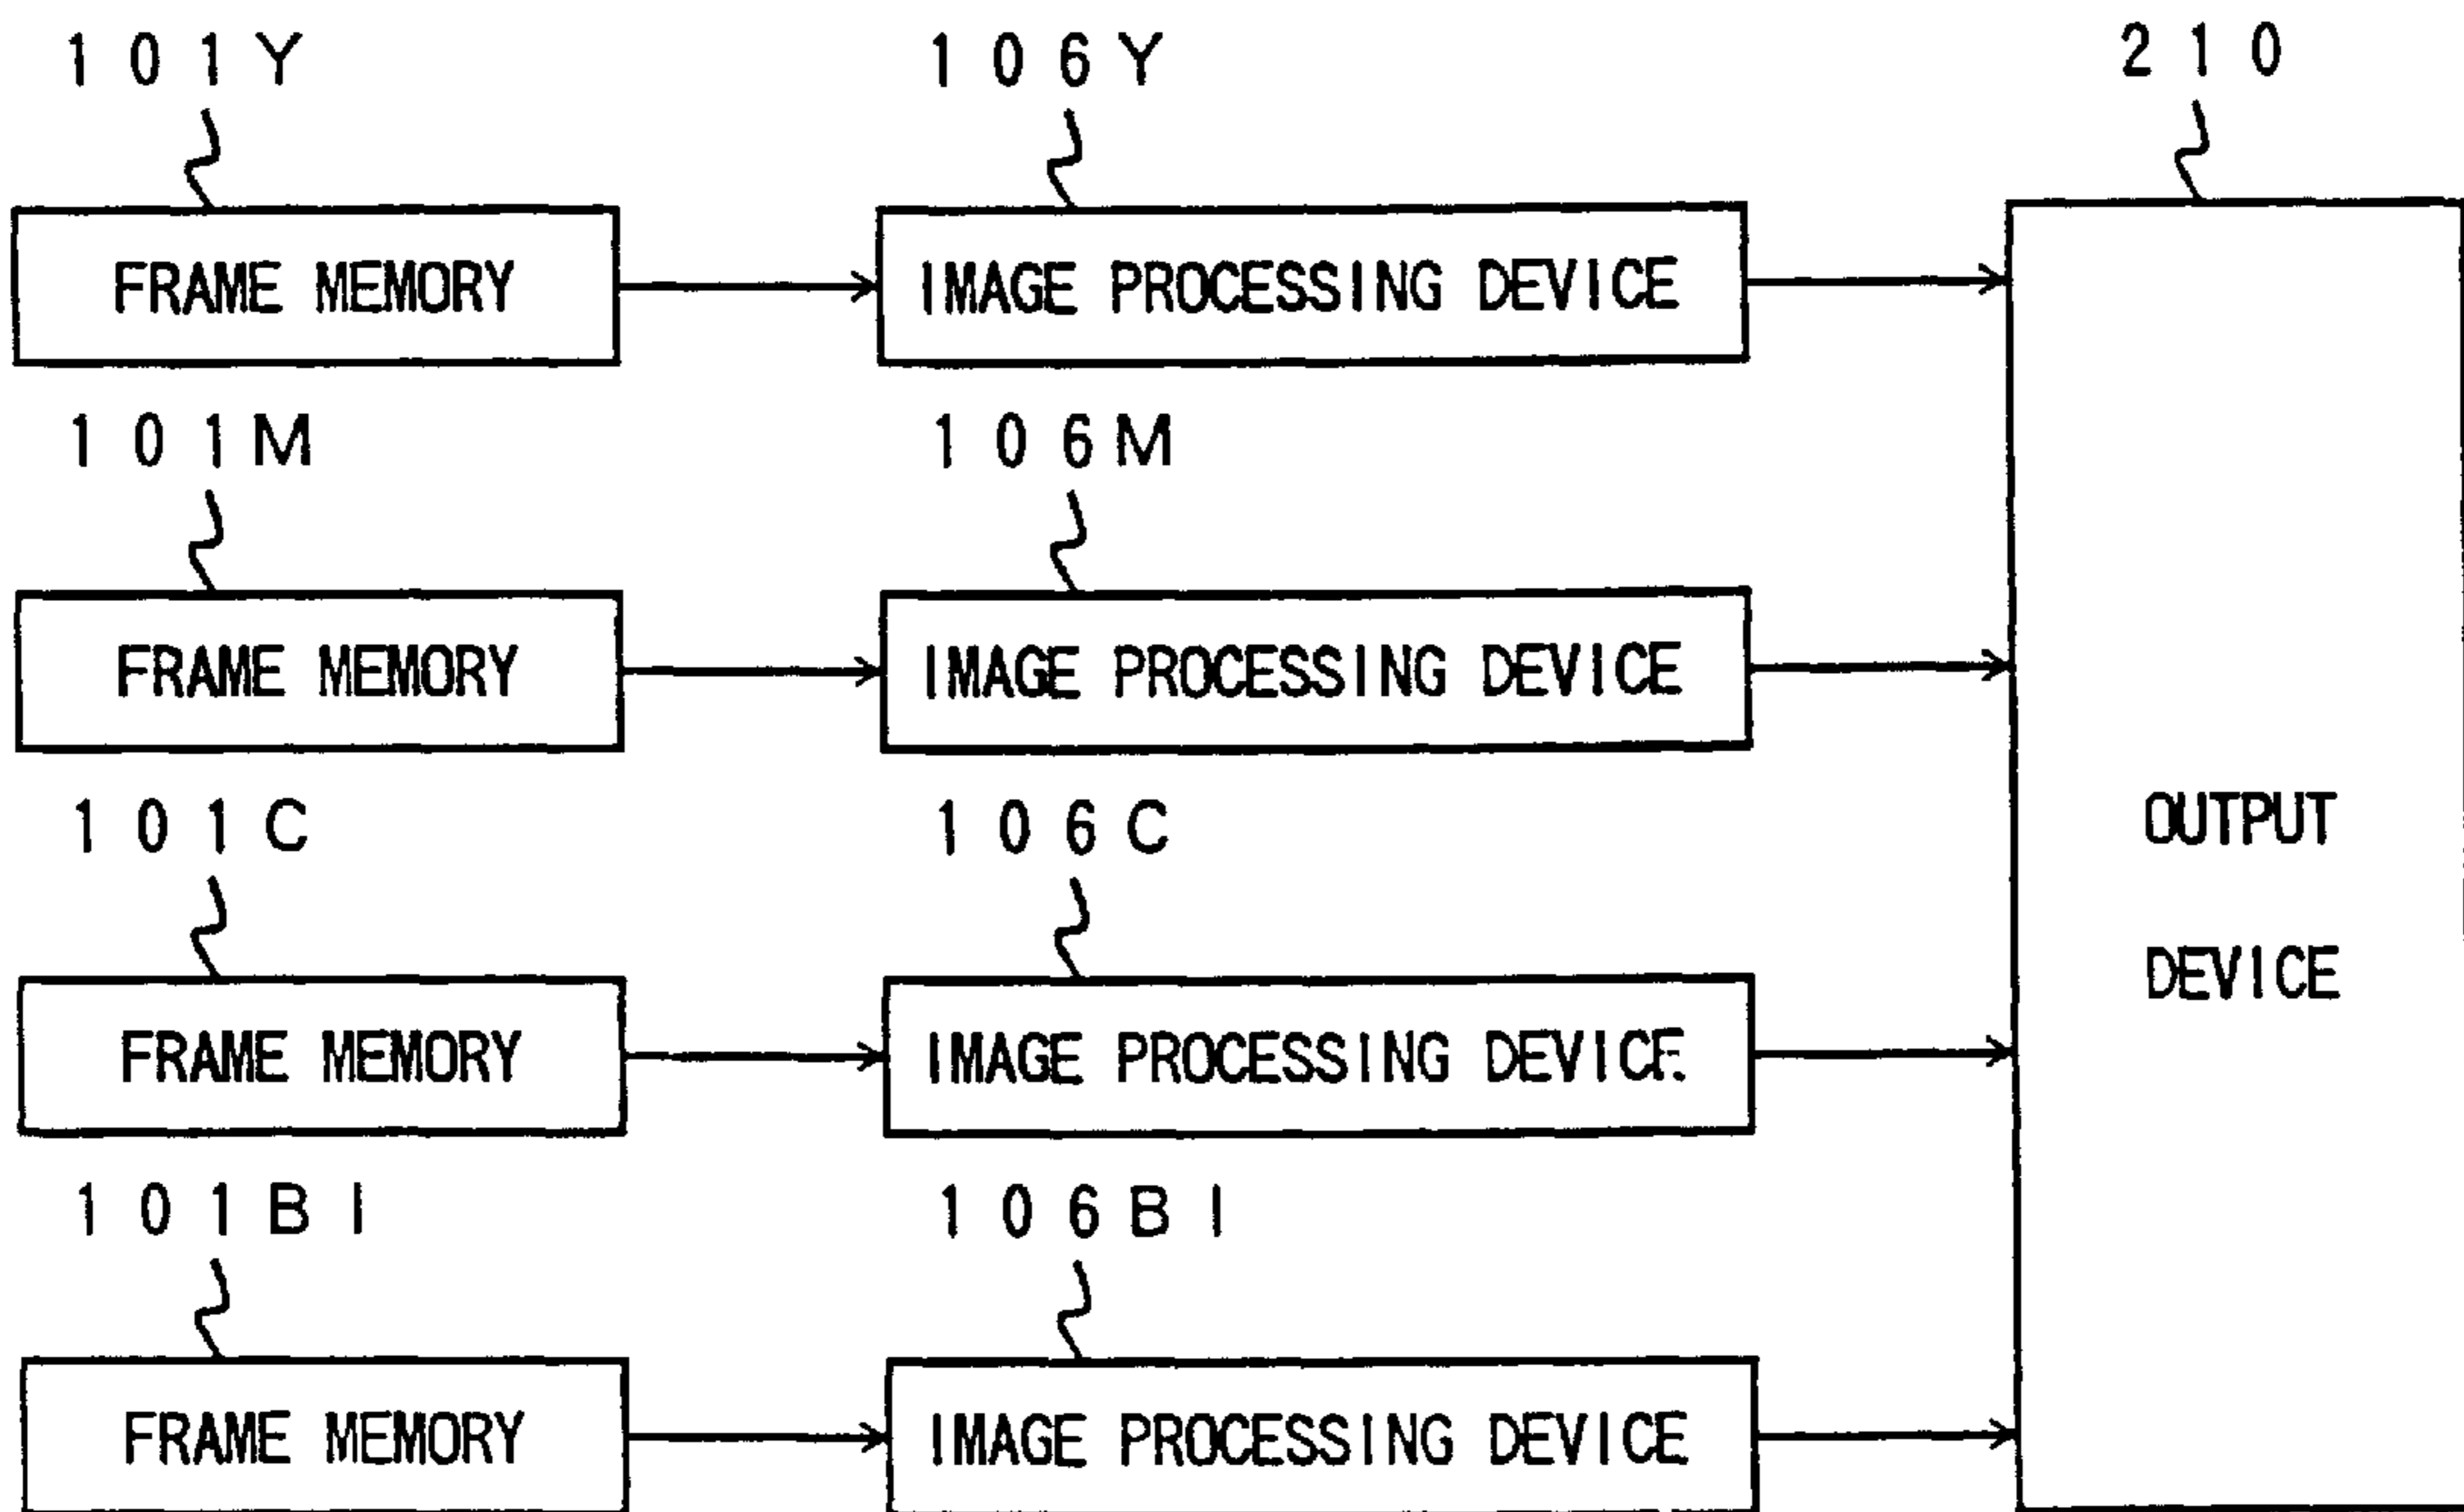 101Y 106Y 210
FRAME MEMORY IMAGE PROCESSING DEVICE
101M 106M
FRAME MEMORY IMAGE PROCESSING DEVICE
101C 106C
OUTPUT
DEVICE
FRAME MEMORY IMAGE PROCESSING DEVICE
101BI 106BI
FRAME MEMORY IMAGE PROCESSING DEVICE